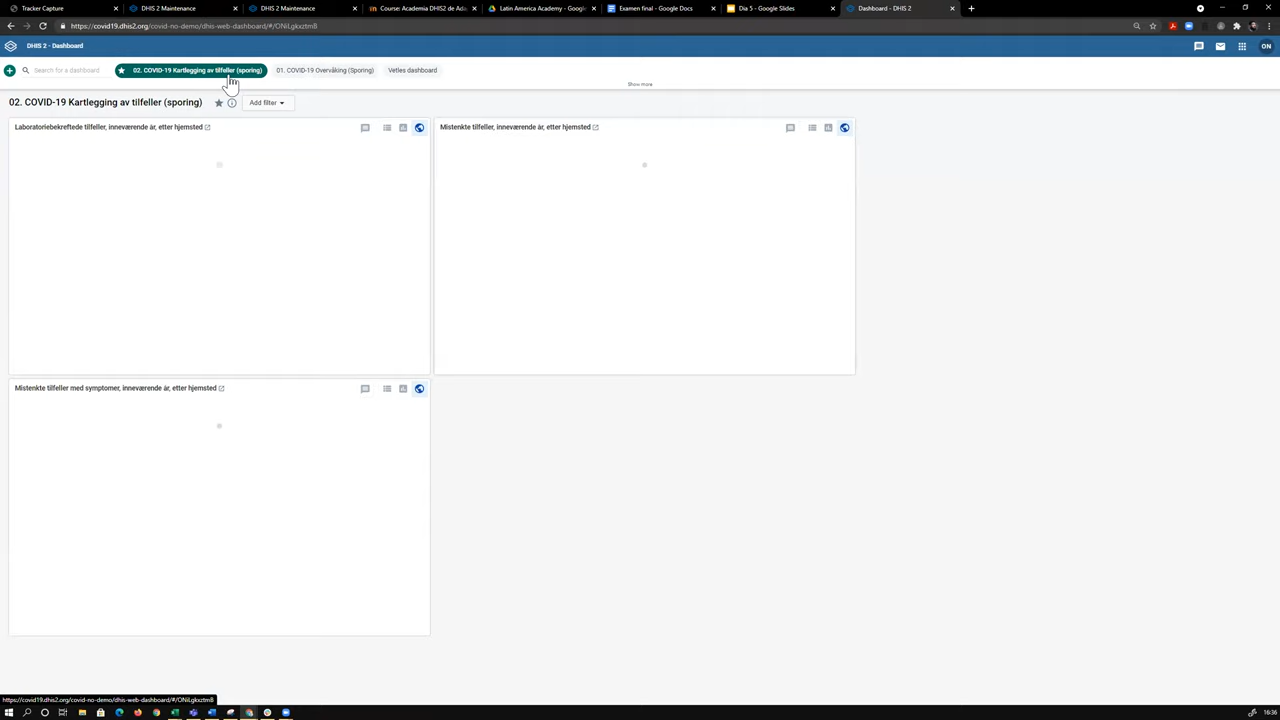 Tracker Capture
DHIS 2 Maintenance
DHIS 2 Maintenance
Course: Academia DHIS2 de Ad
Latin America Academy - Googl
Examen final - Google Docs
Dia 5 - Google Slides
Dashboard - DHIS 2
https://covid19.dhis2.org/covid-no-demo/dhis-web-dashboard/#/ONiLgkxztmB
DHIS 2 - Dashboard
ON
Search for a dashboard
02. COVID-19 Kartlegging av tilfeller (sporing)
01. COVID-19 Overvåking (Sporing)
Vetles dashboard
Show more
02. COVID-19 Kartlegging av tilfeller (sporing)
Add filter
Laboratoriebekreftede tilfeller, inneværende år, etter hjemsted
Mistenkte tilfeller, inneværende år, etter hjemsted
Mistenkte tilfeller med symptomer, inneværende år, etter hjemsted
https://covid19.dhis2.org/covid-no-demo/dhis-web-dashboard/#/ONiLgkxztmB
16:36